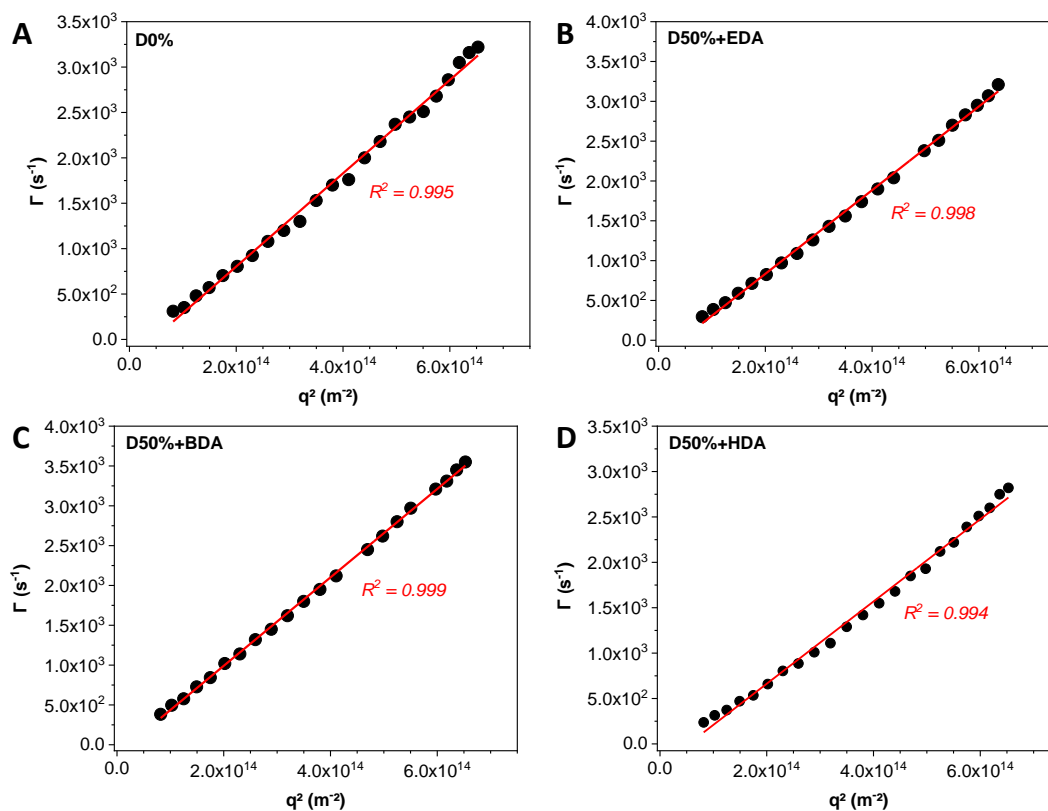 A
D0%
3.5x10³
3.0x10³
2.5x10³
2.0x10³
1.5x10³
1.0x10³
5.0x10²
0.0
Γ (s⁻¹)
R² = 0.995
0.0
2.0x10¹⁴
4.0x10¹⁴
6.0x10¹⁴
q² (m⁻²)
B
D50%+EDA
4.0x10³
3.5x10³
3.0x10³
2.5x10³
2.0x10³
1.5x10³
1.0x10³
5.0x10²
0.0
Γ (s⁻¹)
R² = 0.998
0.0
2.0x10¹⁴
4.0x10¹⁴
6.0x10¹⁴
q² (m⁻²)
C
D50%+BDA
4.0x10³
3.5x10³
3.0x10³
2.5x10³
2.0x10³
1.5x10³
1.0x10³
5.0x10²
0.0
Γ (s⁻¹)
R² = 0.999
0.0
2.0x10¹⁴
4.0x10¹⁴
6.0x10¹⁴
q² (m⁻²)
D
D50%+HDA
3.5x10³
3.0x10³
2.5x10³
2.0x10³
1.5x10³
1.0x10³
5.0x10²
0.0
Γ (s⁻¹)
R² = 0.994
0.0
2.0x10¹⁴
4.0x10¹⁴
6.0x10¹⁴
q² (m⁻²)